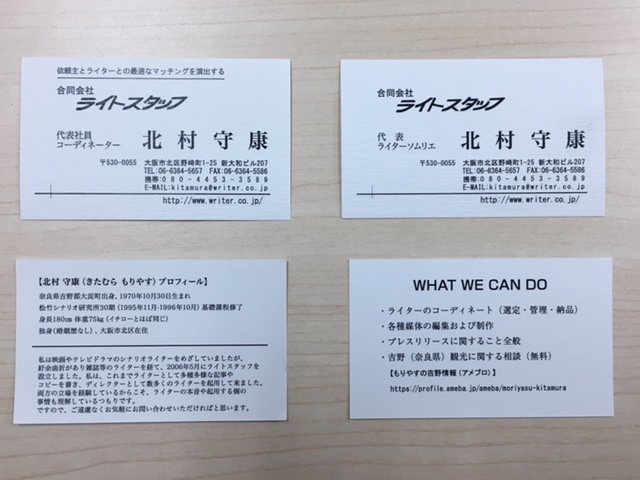 依頼主とライターとの最適なマッチングを演出する
合同会社
ライトスタッフ
代表社員
コーディネーター
北村守康
〒530-0055 大阪市北区野崎町1-25 新大和ビル207
TEL:06-6364-5657 FAX:06-6364-5586
携帯:080-4453-3589
E-MAIL:kitamura@writer.co.jp
http://www.writer.co.jp/
合同会社
ライトスタッフ
代 表
ライターソムリエ
北村守康
〒530-0055 大阪市北区野崎町1-25 新大和ビル207
TEL:06-6364-5657 FAX:06-6364-5586
携帯:080-4453-3589
E-MAIL:kitamura@writer.co.jp
http://www.writer.co.jp/
【北村 守康(きたむら もりやす)プロフィール】
奈良県吉野郡大淀町出身、1970年10月30日生まれ
松竹シナリオ研究所30期(1995年11月-1996年10月)基礎課程修了
身長180㎝ 体重75kg(イチローとほぼ同じ)
独身(婚姻歴なし)、大阪市北区在住
私は映画やテレビドラマのシナリオライターをめざしていましたが、
紆余曲折があり雑誌等のライターを経て、2006年5月にライトスタッフを
設立しました。私は、これまでライターとして多種多様な記事や
コピーを書き、ディレクターとして数多くのライターを起用して来ました。
両方の立場を経験しているからこそ、ライターの本音や起用する側の
事情も理解しているつもりです。
ですので、ご遠慮なくお気軽にお問い合わせいただければと思います。
WHAT WE CAN DO
・ライターのコーディネート(選定・管理・納品)
・各種媒体の編集および制作
・プレスリリースに関すること全般
・吉野(奈良県)観光に関する相談(無料)
【もりやすの吉野情報(アメブロ)】
https://profile.ameba.jp/ameba/moriyasu-kitamura